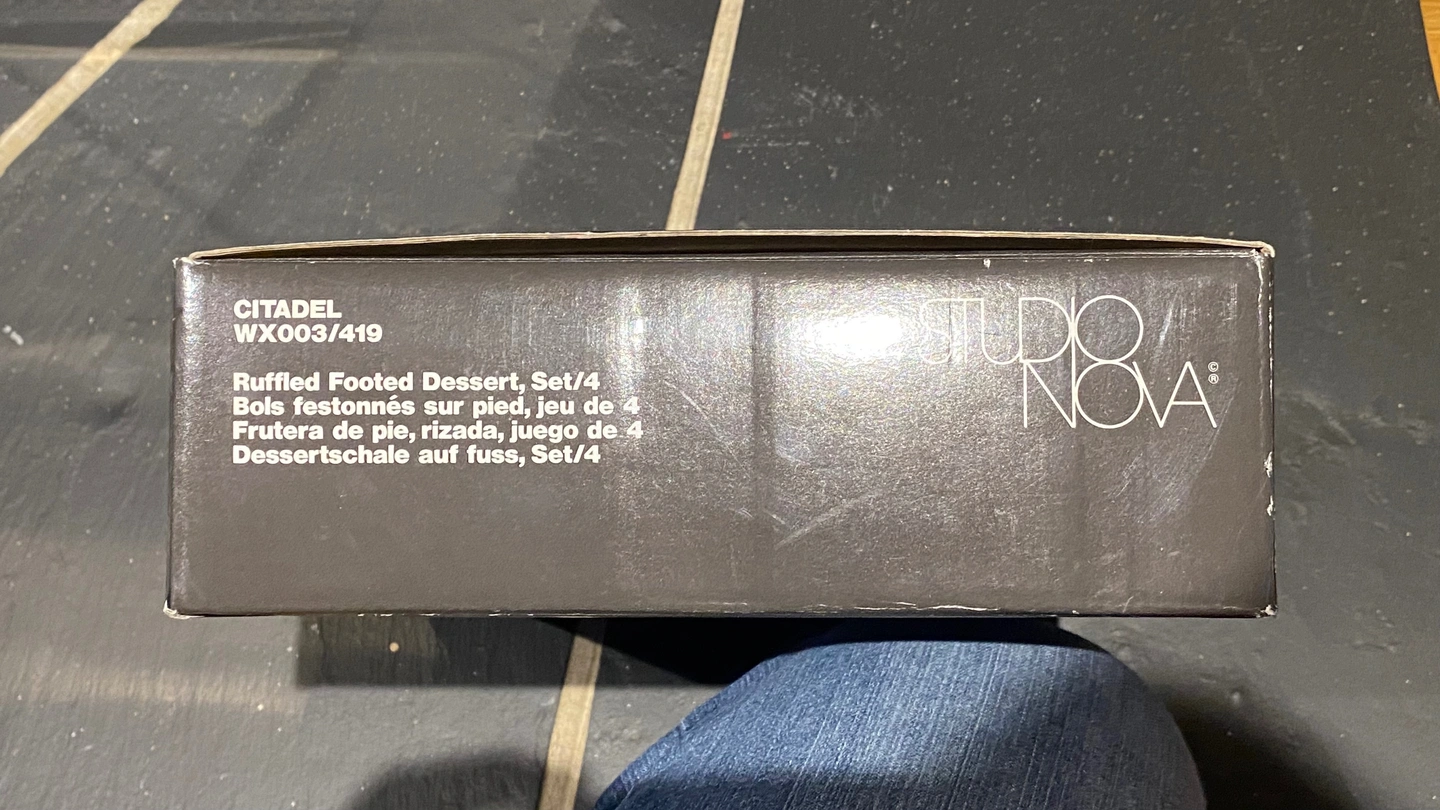 CITADEL
WX003/419
Ruffled Footed Dessert, Set/4
Bols festonnés sur pied, jeu de 4
Frutera de pie, rizada, juego de 4
Dessertschale auf fuss, Set/4
STUDIO
NOVA ©®